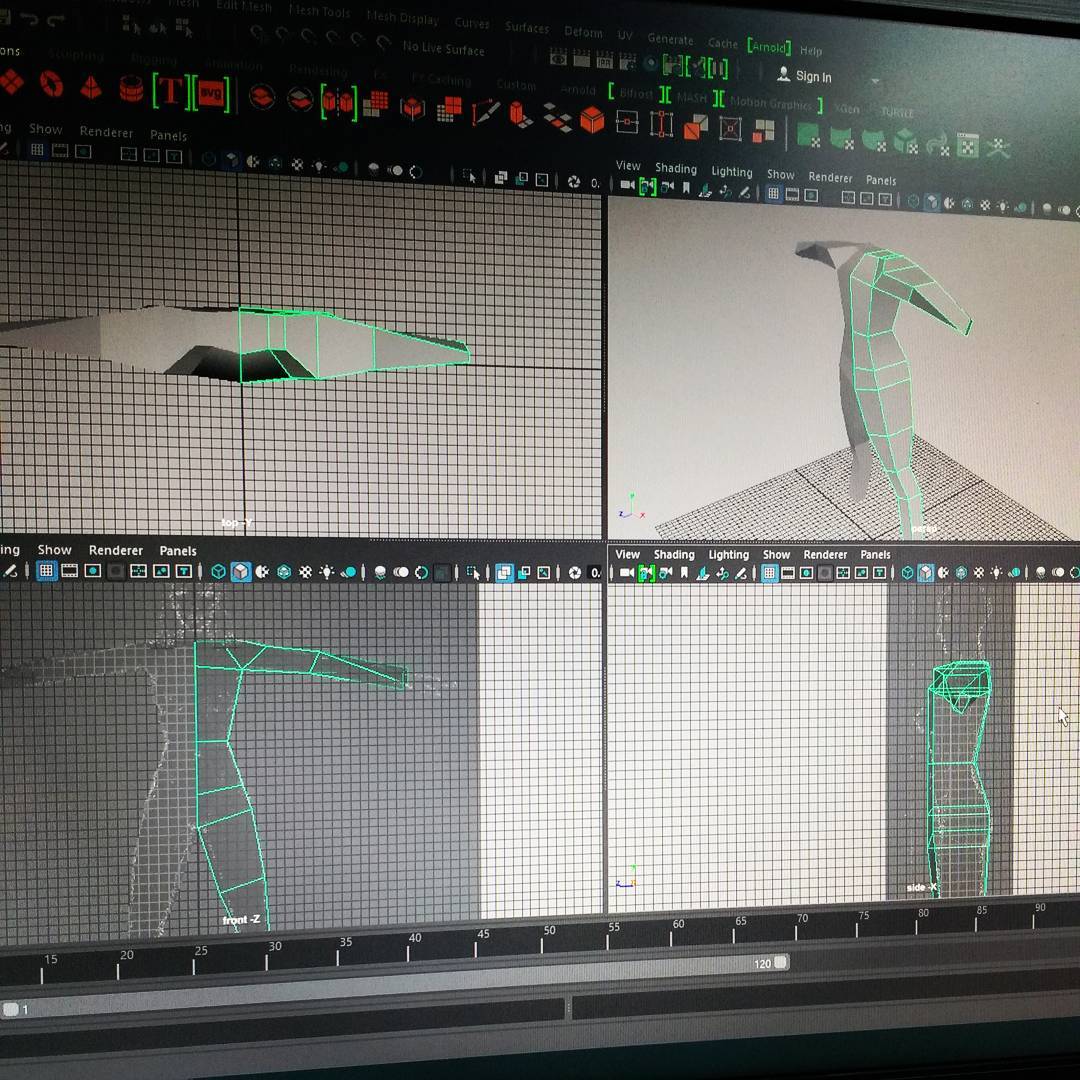 Mesh Edit Mesh Mesh Tools Mesh Display Curves Surfaces Deform UV Generate Cache [Arnold] Help
No Live Surface
Sign In
Sculpting Rigging Animation Rendering FX FX Caching Custom Arnold [ Bifrost ][ MASH ][ Motion Graphics ] XGen TURTLE
T svg
Show Renderer Panels
View Shading Lighting Show Renderer Panels
top -Y
persp
Show Renderer Panels
View Shading Lighting Show Renderer Panels
front -Z
side -X
15 20 25 30 35 40 45 50 55 60 65 70 75 80 85 90
120
1